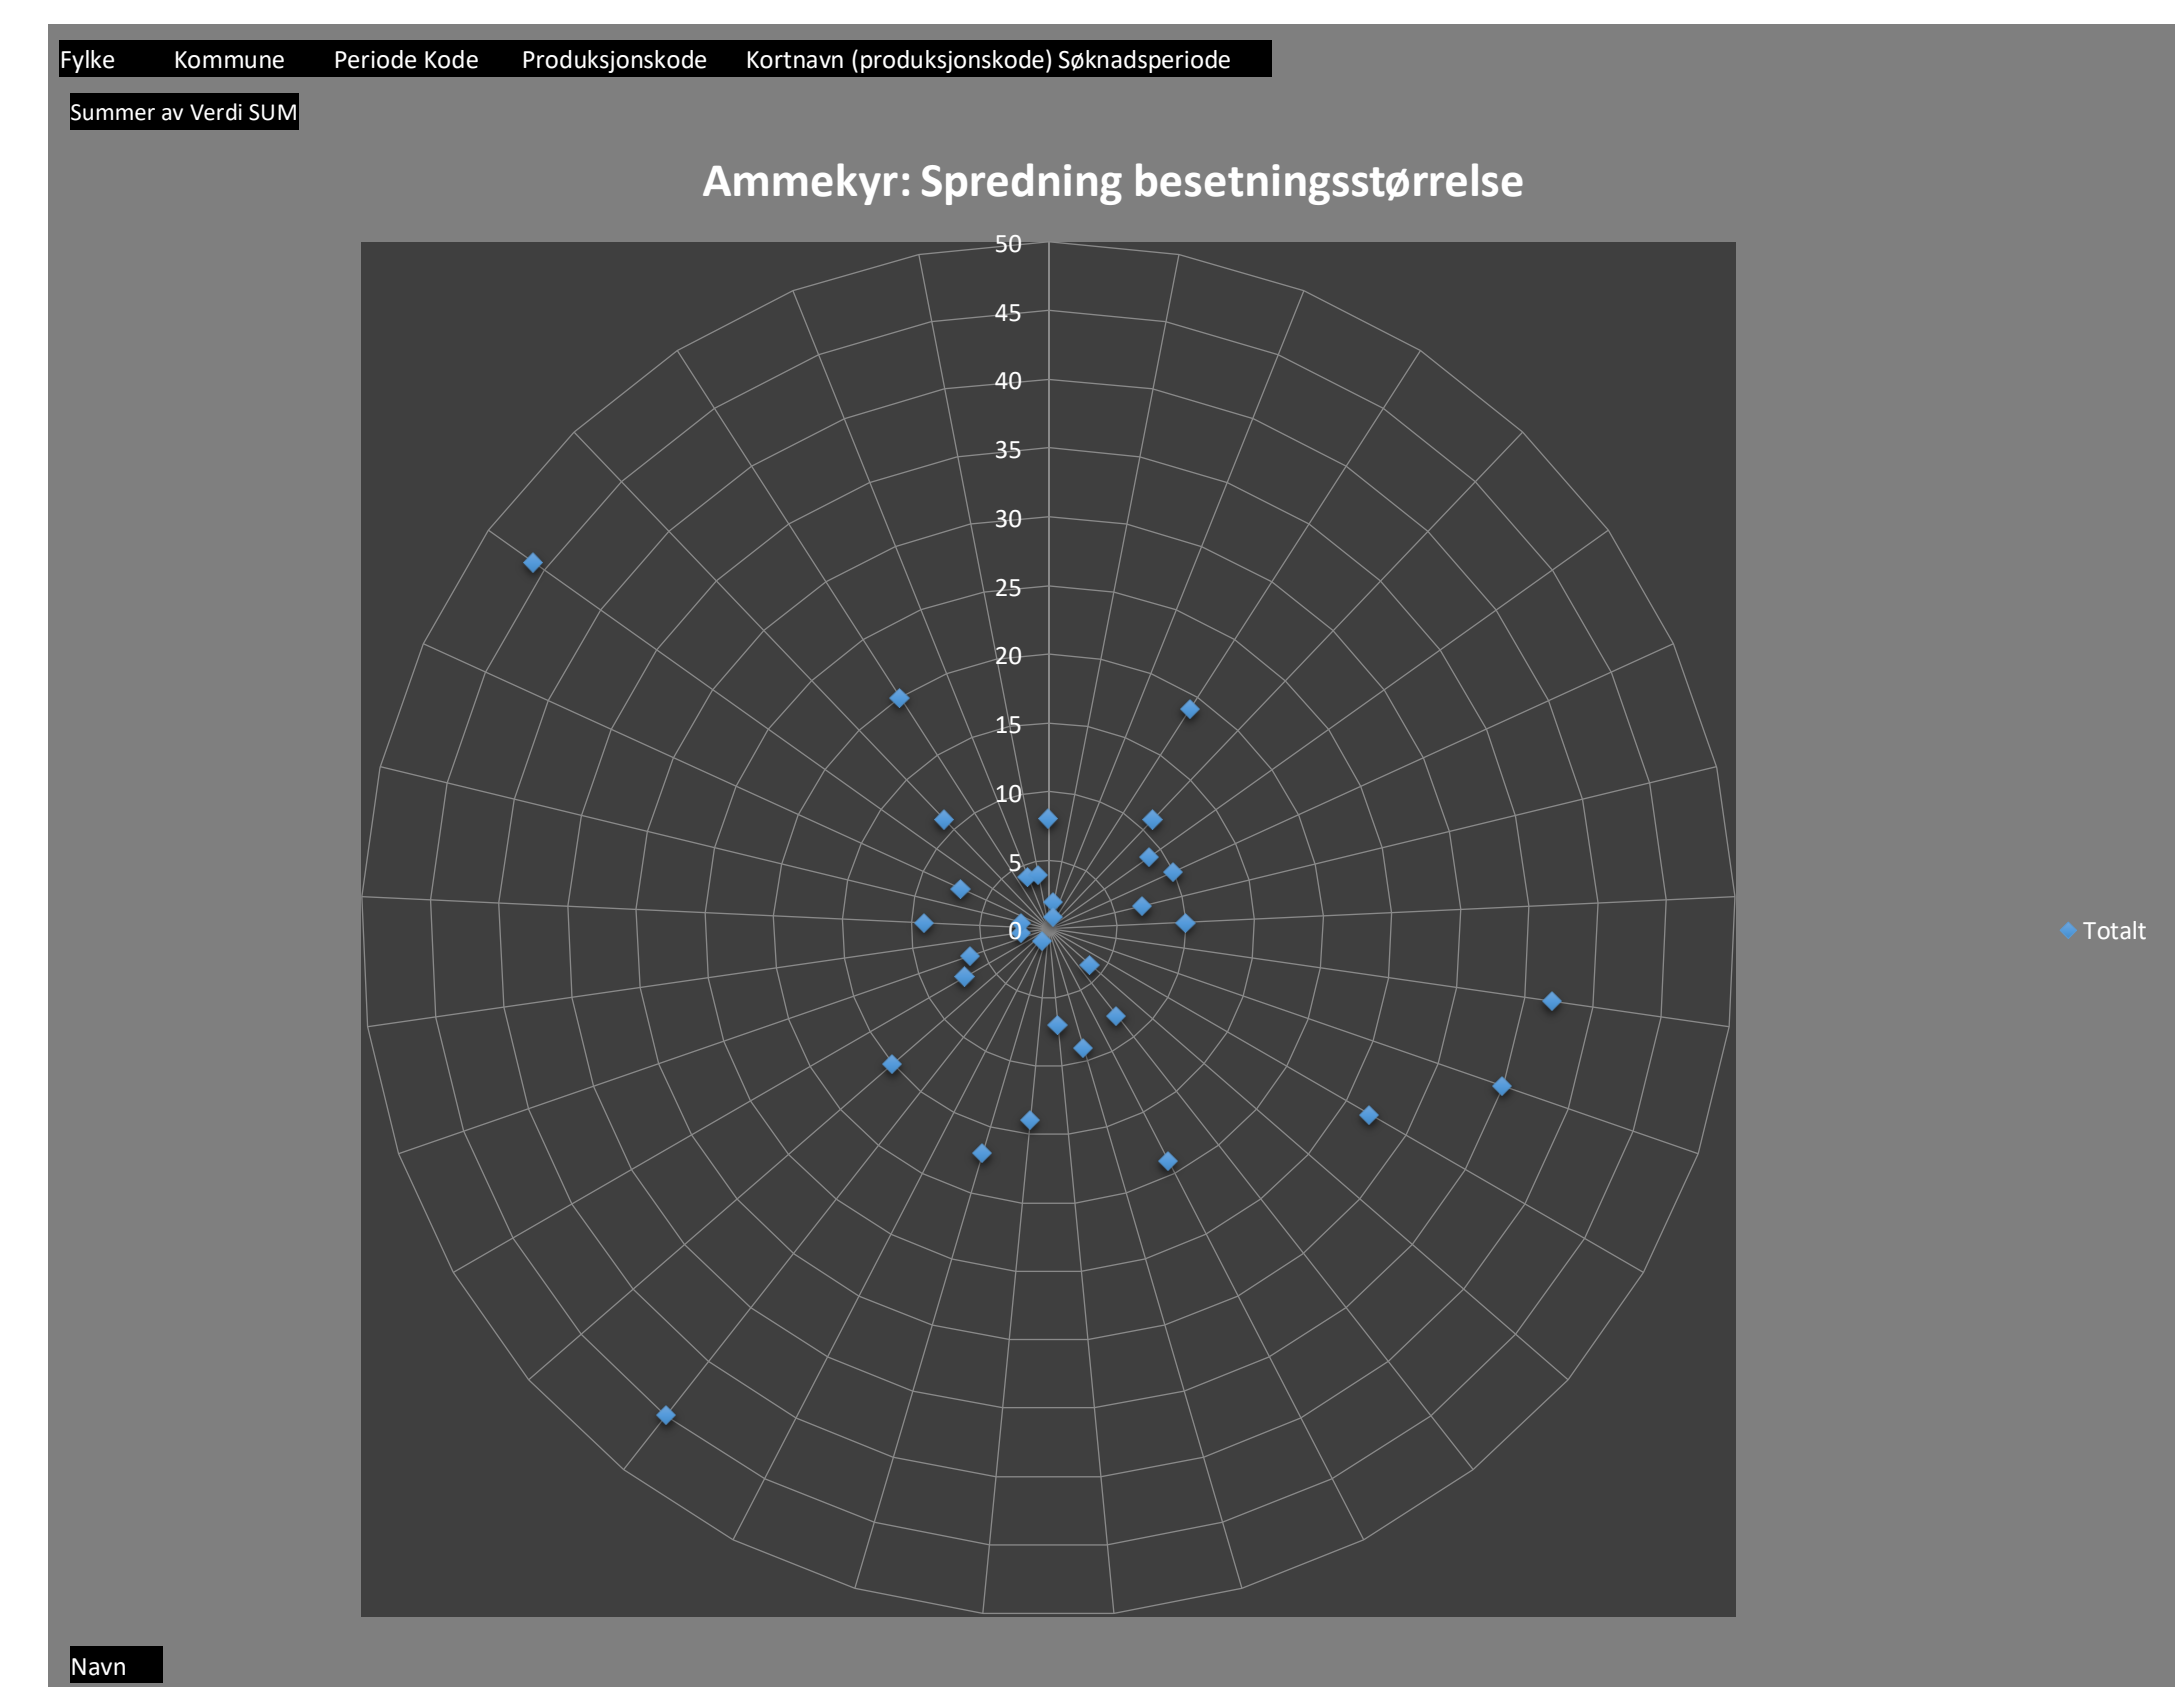 Fylke Kommune Periode Kode Produksjonskode Kortnavn (produksjonskode) Søknadsperiode
Summer av Verdi SUM
Ammekyr: Spredning besetningsstørrelse
50
45
40
35
30
25
20
15
10
5
0
Totalt
Navn